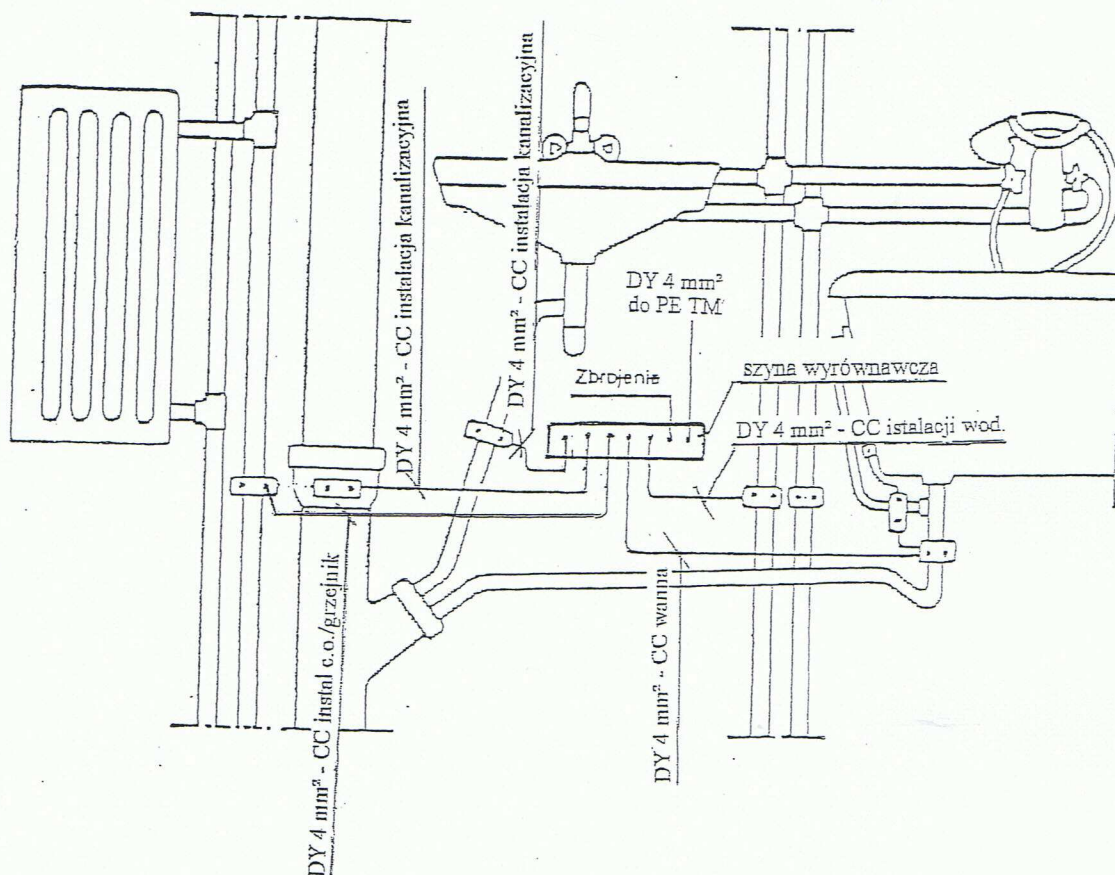 DY 4 mm² - CC instalacja kanalizacyjna
DY 4 mm² - CC instalacja kanalizacyjna
DY 4 mm²
do PE TM
Zbrojenie
szyna wyrównawcza
DY 4 mm² - CC istalacji wod.
DY 4 mm² - CC instal c.o./grzejnik
DY 4 mm² - CC wanna